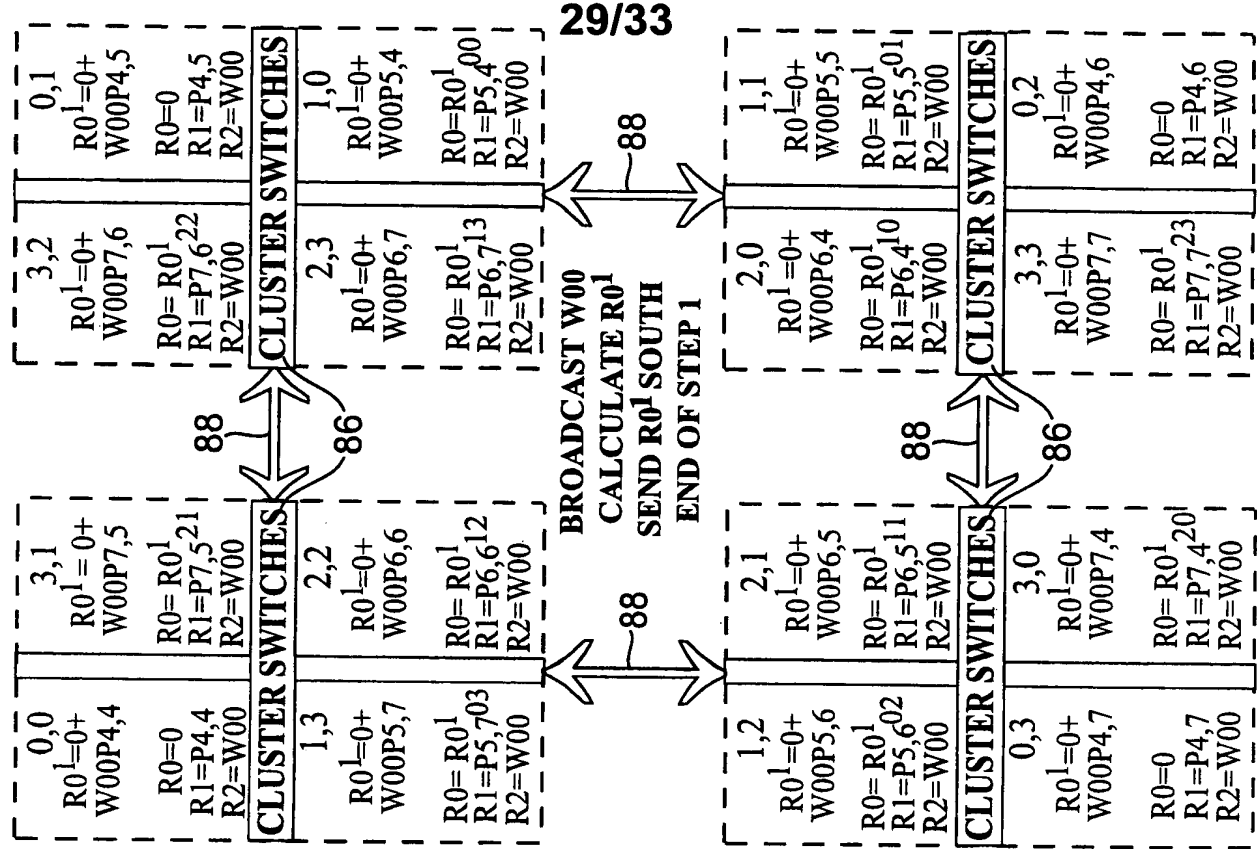 29/33
0,0
R0¹=0+
W00P4,4
R0=0
R1=P4,4
R2=W00
3,1
R0¹= 0+
W00P7,5
R0= R0¹
R1=P7,5²¹
R2=W00
CLUSTER SWITCHES
1,3
R0¹=0+
W00P5,7
R0= R0¹
R1=P5,7⁰³
R2=W00
2,2
R0¹=0+
W00P6,6
R0= R0¹
R1=P6,6¹²
R2=W00
88
86
3,2
R0¹=0+
W00P7,6
R0= R0¹
R1=P7,6²²
R2=W00
0,1
R0¹=0+
W00P4,5
R0=0
R1=P4,5
R2=W00
CLUSTER SWITCHES
2,3
R0¹=0+
W00P6,7
R0= R0¹
R1=P6,7¹³
R2=W00
1,0
R0¹=0+
W00P5,4
R0=R0¹
R1=P5,4⁰⁰
R2=W00
88
BROADCAST W00
CALCULATE R0¹
SEND R0¹ SOUTH
END OF STEP 1
88
1,2
R0¹=0+
W00P5,6
R0= R0¹
R1=P5,6⁰²
R2=W00
2,1
R0¹=0+
W00P6,5
R0= R0¹
R1=P6,5¹¹
R2=W00
CLUSTER SWITCHES
0,3
R0¹=0+
W00P4,7
R0=0
R1=P4,7
R2=W00
3,0
R0¹=0+
W00P7,4
R0= R0¹
R1=P7,4²⁰
R2=W00
88
86
2,0
R0¹=0+
W00P6,4
R0= R0¹
R1=P6,4¹⁰
R2=W00
1,1
R0¹=0+
W00P5,5
R0= R0¹
R1=P5,5⁰¹
R2=W00
CLUSTER SWITCHES
3,3
R0¹=0+
W00P7,7
R0= R0¹
R1=P7,7²³
R2=W00
0,2
R0¹=0+
W00P4,6
R0=0
R1=P4,6
R2=W00